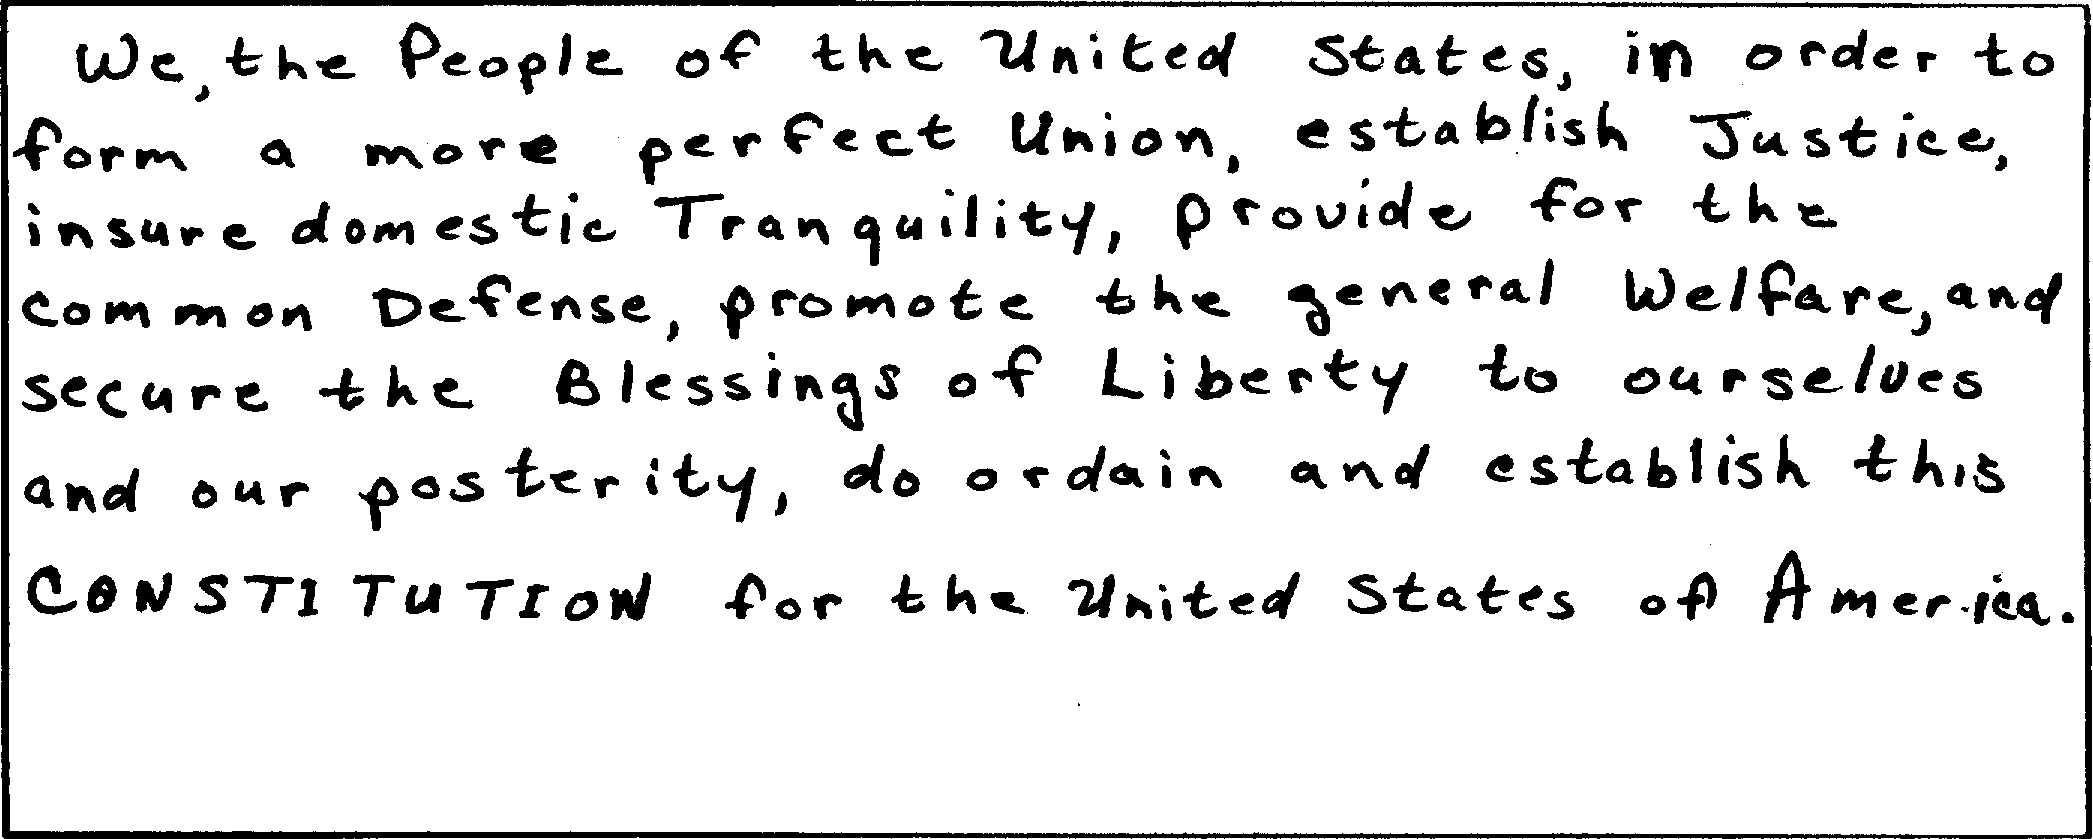 We, the People of the United States, in order to
form a more perfect Union, establish Justice,
insure domestic Tranquility, provide for the
common Defense, promote the general Welfare, and
secure the Blessings of Liberty to ourselves
and our posterity, do ordain and establish this
CONSTITUTION for the United States of America.